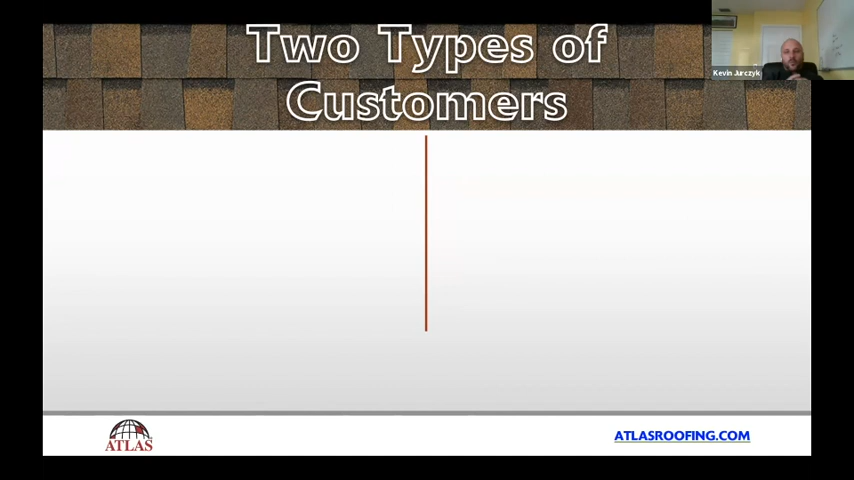 Two Types of
Customers
Kevin Jurczyk
ATLAS
ATLASROOFING.COM